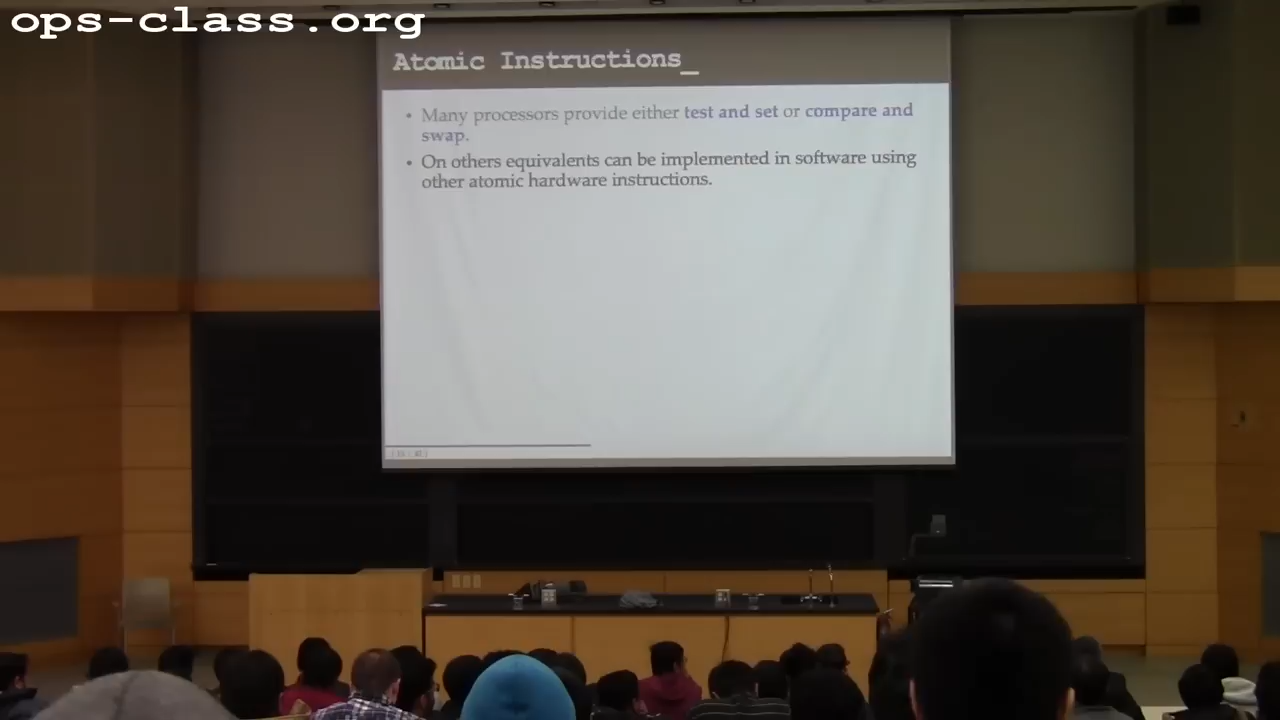 ops-class.org
Atomic Instructions_
• Many processors provide either test and set or compare and
swap.
• On others equivalents can be implemented in software using
other atomic hardware instructions.